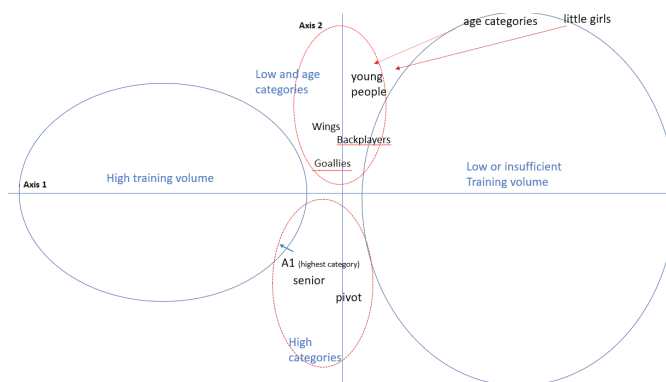 Axis 2
age categories
little girls
Low and age
categories
young
people
Wings
Backplayers
Goallies
High training volume
Low or insufficient
Training volume
Axis 1
A1 (highest category)
senior
pivot
High
categories